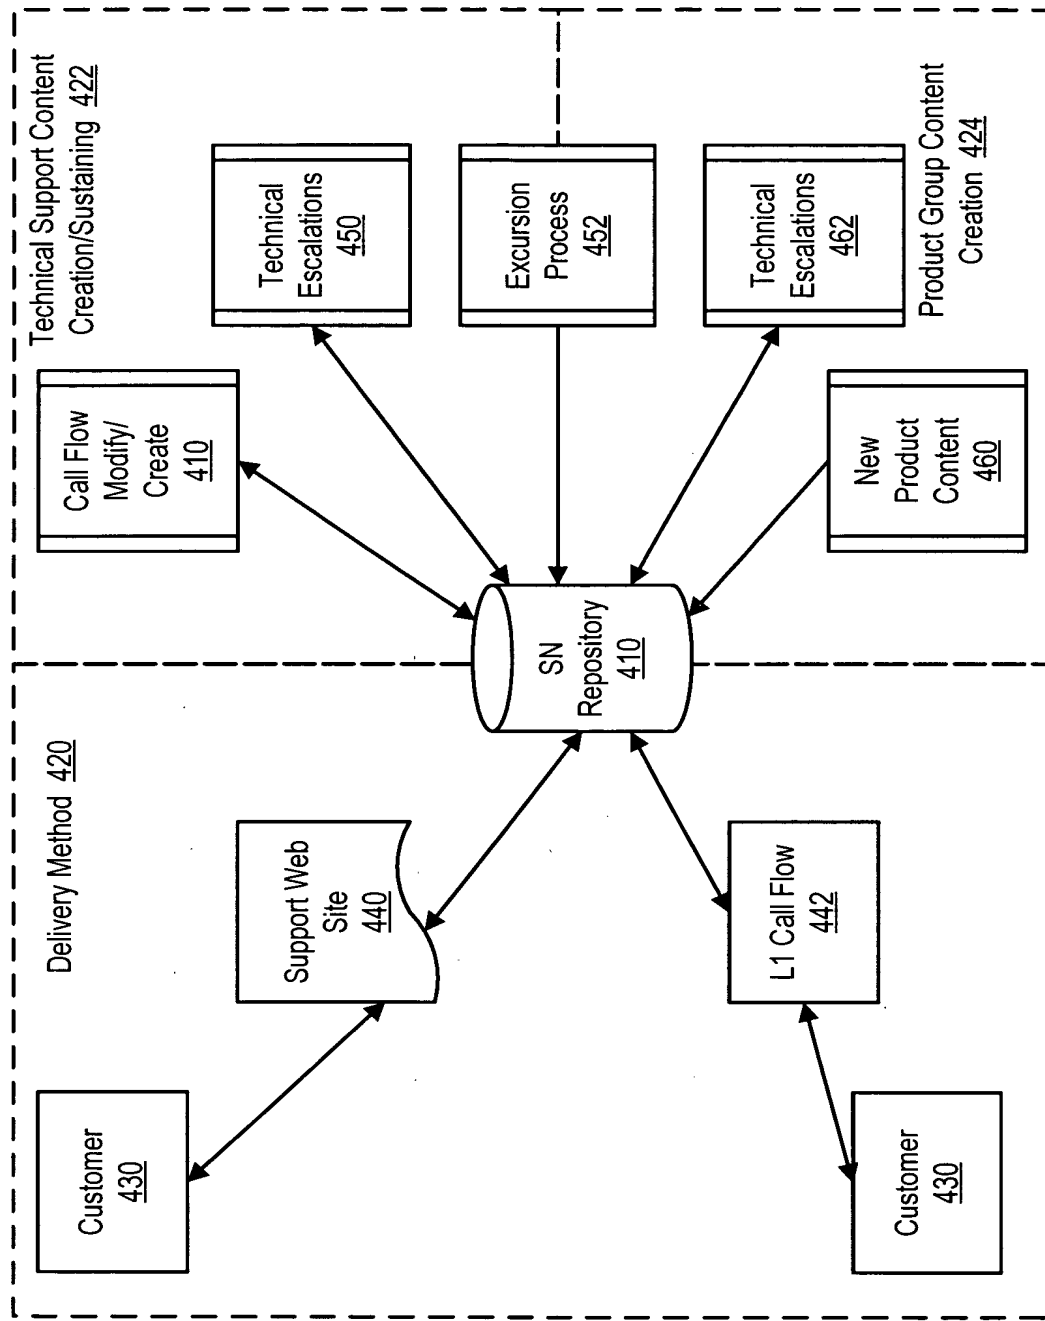 Delivery Method 420
Customer
430
Support Web
Site
440
Customer
430
L1 Call Flow
442
SN
Repository
410
Technical Support Content
Creation/Sustaining 422
Call Flow
Modify/
Create
410
Technical
Escalations
450
Excursion
Process
452
Technical
Escalations
462
New
Product
Content
460
Product Group Content
Creation 424